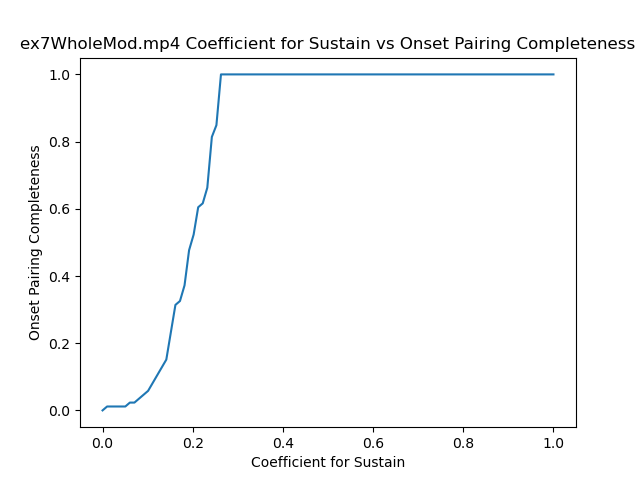 ex7WholeMod.mp4 Coefficient for Sustain vs Onset Pairing Completeness
1.0
0.8
0.6
0.4
0.2
0.0
Onset Pairing Completeness
0.0 0.2 0.4 0.6 0.8 1.0
Coefficient for Sustain